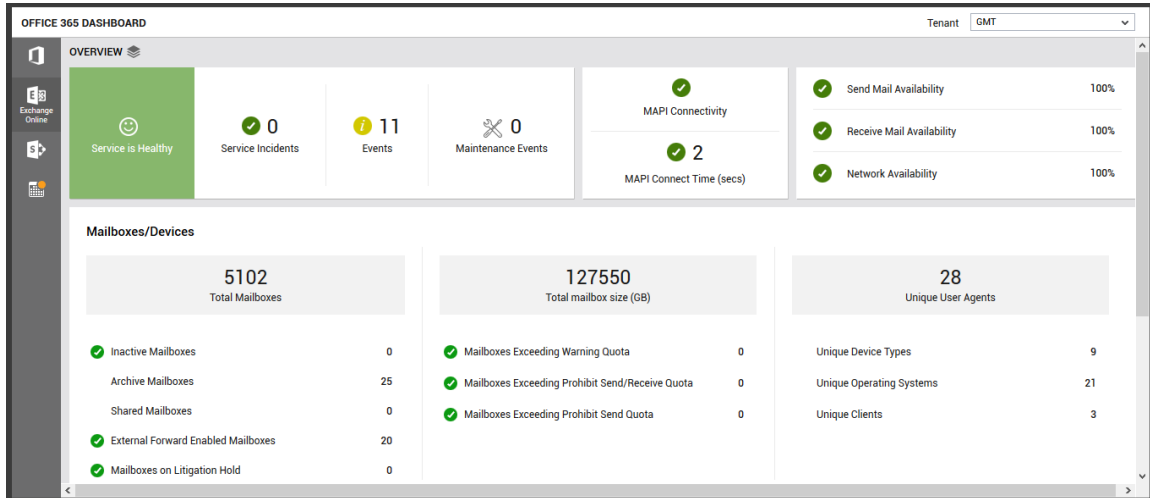 OFFICE 365 DASHBOARD
Tenant GMT
OVERVIEW
Exchange
Online
Service is Healthy
0
Service Incidents
11
Events
0
Maintenance Events
MAPI Connectivity
2
MAPI Connect Time (secs)
Send Mail Availability 100%
Receive Mail Availability 100%
Network Availability 100%
Mailboxes/Devices
5102
Total Mailboxes
Inactive Mailboxes 0
Archive Mailboxes 25
Shared Mailboxes 0
External Forward Enabled Mailboxes 20
Mailboxes on Litigation Hold 0
127550
Total mailbox size (GB)
Mailboxes Exceeding Warning Quota 0
Mailboxes Exceeding Prohibit Send/Receive Quota 0
Mailboxes Exceeding Prohibit Send Quota 0
28
Unique User Agents
Unique Device Types 9
Unique Operating Systems 21
Unique Clients 3